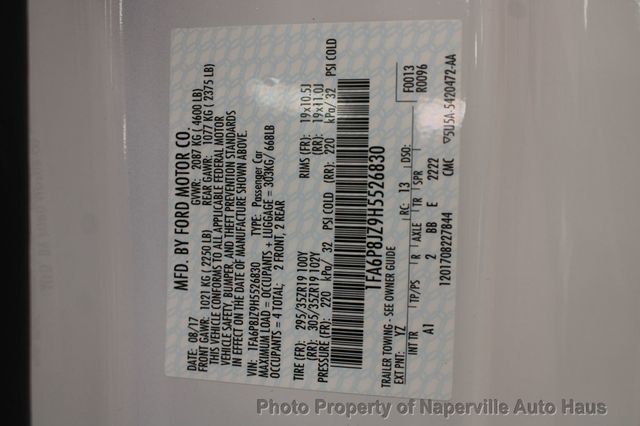 MFD. BY FORD MOTOR CO.
DATE: 08/17 GVWR: 2087 KG ( 4600 LB)
FRONT GAWR: 1021 KG ( 2250 LB) REAR GAWR: 1077 KG ( 2375 LB)
THIS VEHICLE CONFORMS TO ALL APPLICABLE FEDERAL MOTOR
VEHICLE SAFETY, BUMPER, AND THEFT PREVENTION STANDARDS
IN EFFECT ON THE DATE OF MANUFACTURE SHOWN ABOVE.
VIN: 1FA6P8JZ9H5526830 TYPE: Passenger Car
MAXIMUM LOAD = OCCUPANTS + LUGGAGE = 303KG/ 668LB
OCCUPANTS = 4 TOTAL: 2 FRONT, 2 REAR
TIRE (FR): 295/35ZR19 100Y RIMS (FR): 19x10.5J
(RR): 305/35ZR19 102Y (RR): 19x11.0J
PRESSURE (FR): 220 kPa/ 32 PSI COLD (RR): 220 kPa/ 32 PSI COLD
1FA6P8JZ9H5526830
TRAILER TOWING - SEE OWNER GUIDE F0013
EXT PNT: YZ RC: 13 DSO: R0096
INT TR TP/PS R AXLE TR SPR
A1 2 BB E 2222
1201708227844 CMC ▽5U5A-5420472-AA
Photo Property of Naperville Auto Haus